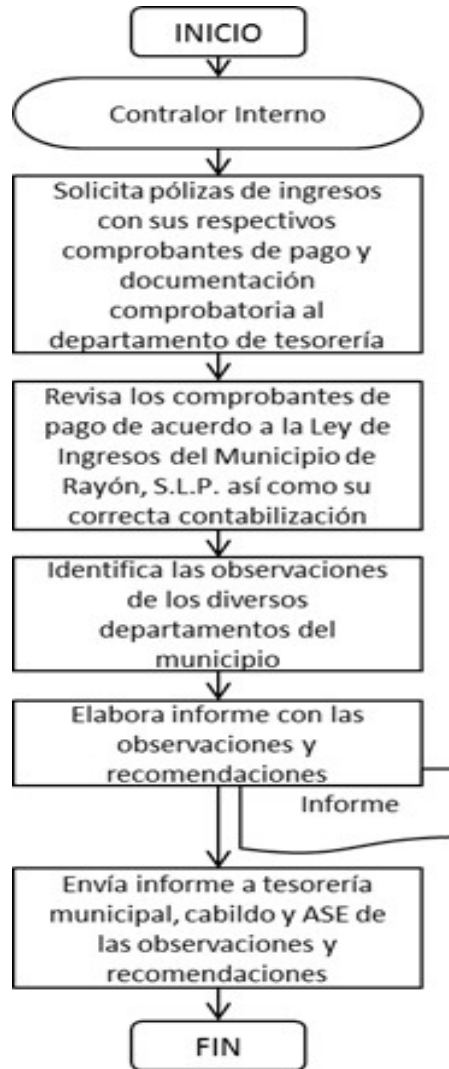 INICIO
Contralor Interno
Solicita pólizas de ingresos
con sus respectivos
comprobantes de pago y
documentación
comprobatoria al
departamento de tesorería
Revisa los comprobantes de
pago de acuerdo a la Ley de
Ingresos del Municipio de
Rayón, S.L.P. así como su
correcta contabilización
Identifica las observaciones
de los diversos
departamentos del
municipio
Elabora informe con las
observaciones y
recomendaciones
Informe
Envía informe a tesorería
municipal, cabildo y ASE de
las observaciones y
recomendaciones
FIN